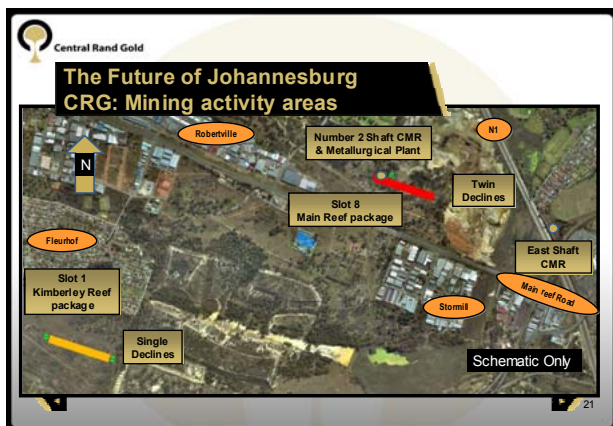 Central Rand Gold
The Future of Johannesburg
CRG: Mining activity areas
Robertville
Number 2 Shaft CMR
& Metallurgical Plant
N1
N
Twin
Declines
Slot 8
Main Reef package
Fleurhof
East Shaft
CMR
Slot 1
Kimberley Reef
package
Main reef Road
Stormill
Single
Declines
Schematic Only
21